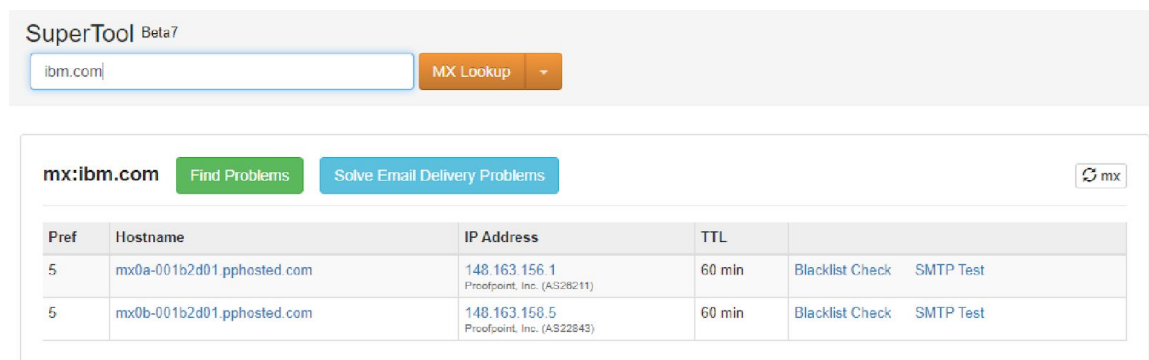 SuperTool Beta7
ibm.com MX Lookup
mx:ibm.com Find Problems Solve Email Delivery Problems mx
Pref Hostname IP Address TTL
5 mx0a-001b2d01.pphosted.com 148.163.156.1 60 min Blacklist Check SMTP Test
Proofpoint, Inc. (AS26211)
5 mx0b-001b2d01.pphosted.com 148.163.158.5 60 min Blacklist Check SMTP Test
Proofpoint, Inc. (AS22843)